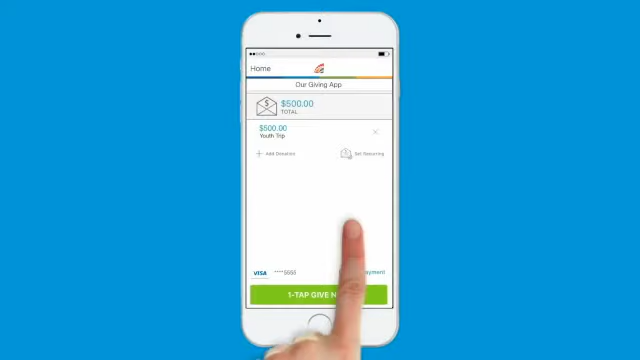 Home
Our Giving App
$500.00
TOTAL
$500.00
Youth Trip
+ Add Donation
Set Recurring
VISA ****5555
1-TAP GIVE